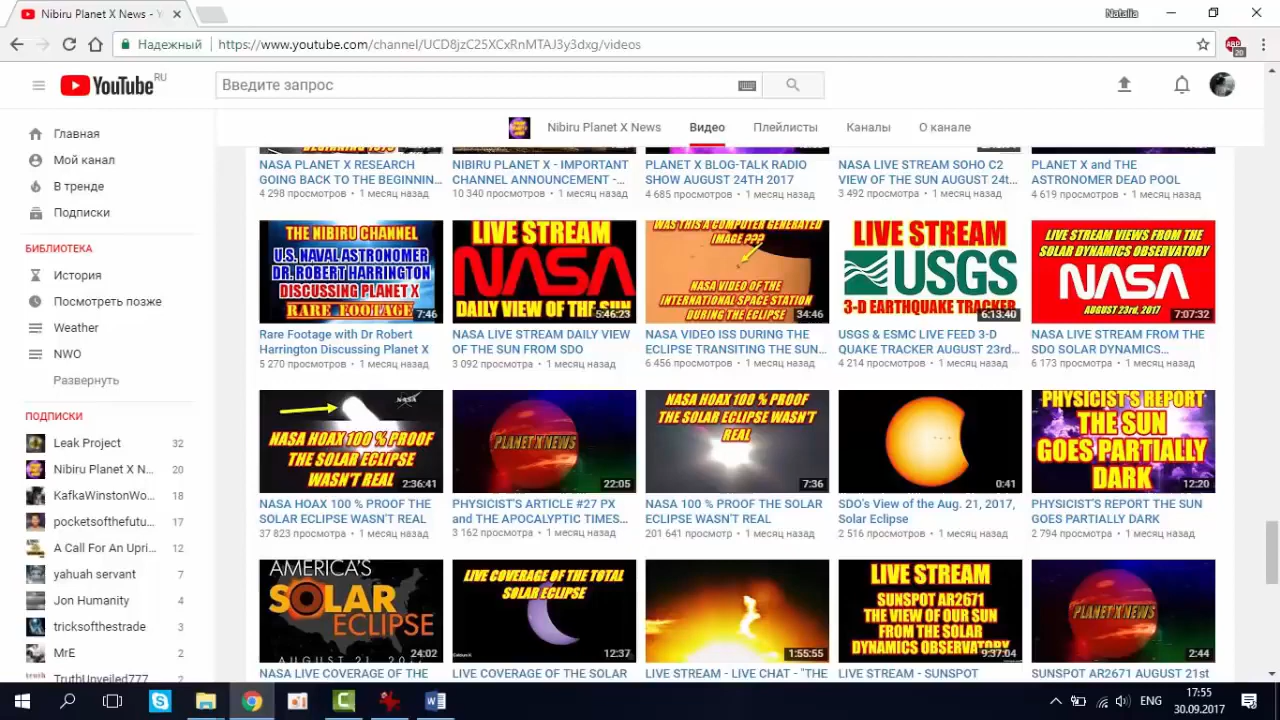 Nibiru Planet X News - Y
Natalia
Надежный
https://www.youtube.com/channel/UCD8jzC25XCxRnMTAJ3y3dxg/videos
ABP
20
YouTube RU
Введите запрос
Nibiru Planet X News
Видео
Плейлисты
Каналы
О канале
Главная
Мой канал
В тренде
Подписки
БИБЛИОТЕКА
История
Посмотреть позже
Weather
NWO
Развернуть
ПОДПИСКИ
Leak Project 32
Nibiru Planet X N... 20
KafkaWinstonWo... 18
pocketsofthefutu... 17
A Call For An Upri... 12
yahuah servant 7
Jon Humanity 4
tricksofthestrade 3
MrE 2
TruthUnveiled777
NASA PLANET X RESEARCH
GOING BACK TO THE BEGINNIN...
4 298 просмотров • 1 месяц назад
NIBIRU PLANET X - IMPORTANT
CHANNEL ANNOUNCEMENT -...
10 340 просмотров • 1 месяц назад
PLANET X BLOG-TALK RADIO
SHOW AUGUST 24TH 2017
4 685 просмотров • 1 месяц назад
NASA LIVE STREAM SOHO C2
VIEW OF THE SUN AUGUST 24t...
3 492 просмотра • 1 месяц назад
PLANET X and THE
ASTRONOMER DEAD POOL
4 619 просмотров • 1 месяц назад
THE NIBIRU CHANNEL
U.S. NAVAL ASTRONOMER
DR. ROBERT HARRINGTON
DISCUSSING PLANET X
RARE FOOTAGE
7:46
Rare Footage with Dr Robert
Harrington Discussing Planet X
5 270 просмотров • 1 месяц назад
LIVE STREAM
NASA
DAILY VIEW OF THE SUN
5:46:23
NASA LIVE STREAM DAILY VIEW
OF THE SUN FROM SDO
3 092 просмотра • 1 месяц назад
WAS THIS A COMPUTER GENERATED
IMAGE ???
NASA VIDEO OF THE
INTERNATIONAL SPACE STATION
DURING THE ECLIPSE
34:46
NASA VIDEO ISS DURING THE
ECLIPSE TRANSITING THE SUN...
6 456 просмотров • 1 месяц назад
LIVE STREAM
USGS
3-D EARTHQUAKE TRACKER
6:13:40
USGS & ESMC LIVE FEED 3-D
QUAKE TRACKER AUGUST 23rd...
4 214 просмотров • 1 месяц назад
LIVE STREAM VIEWS FROM THE
SOLAR DYNAMICS OBSERVATORY
NASA
AUGUST 23rd, 2017
7:07:32
NASA LIVE STREAM FROM THE
SDO SOLAR DYNAMICS...
6 173 просмотра • 1 месяц назад
NASA
NASA HOAX 100 % PROOF
THE SOLAR ECLIPSE
WASN'T REAL
2:36:41
NASA HOAX 100 % PROOF THE
SOLAR ECLIPSE WASN'T REAL
37 823 просмотра • 1 месяц назад
PLANET X NEWS
22:05
PHYSICIST'S ARTICLE #27 PX
and THE APOCALYPTIC TIMES...
3 162 просмотра • 1 месяц назад
NASA HOAX 100 % PROOF
THE SOLAR ECLIPSE WASN'T
REAL
7:36
NASA 100 % PROOF THE SOLAR
ECLIPSE WASN'T REAL
201 641 просмотр • 1 месяц назад
0:41
SDO's View of the Aug. 21, 2017,
Solar Eclipse
2 516 просмотров • 1 месяц назад
PHYSICIST'S REPORT
THE SUN
GOES PARTIALLY
DARK
12:20
PHYSICIST'S REPORT THE SUN
GOES PARTIALLY DARK
2 794 просмотра • 1 месяц назад
AMERICA'S
SOLAR
ECLIPSE
AUGUST 21, 201
24:02
NASA LIVE COVERAGE OF THE
LIVE COVERAGE OF THE TOTAL
SOLAR ECLIPSE
12:37
LIVE COVERAGE OF THE SOLAR
1:55:55
LIVE STREAM - LIVE CHAT - "THE
LIVE STREAM
SUNSPOT AR2671
THE VIEW OF OUR SUN
FROM THE SOLAR
DYNAMICS OBSERVATORY
9:37:04
LIVE STREAM - SUNSPOT
PLANET X NEWS
2:44
SUNSPOT AR2671 AUGUST 21st
ENG
17:55
30.09.2017